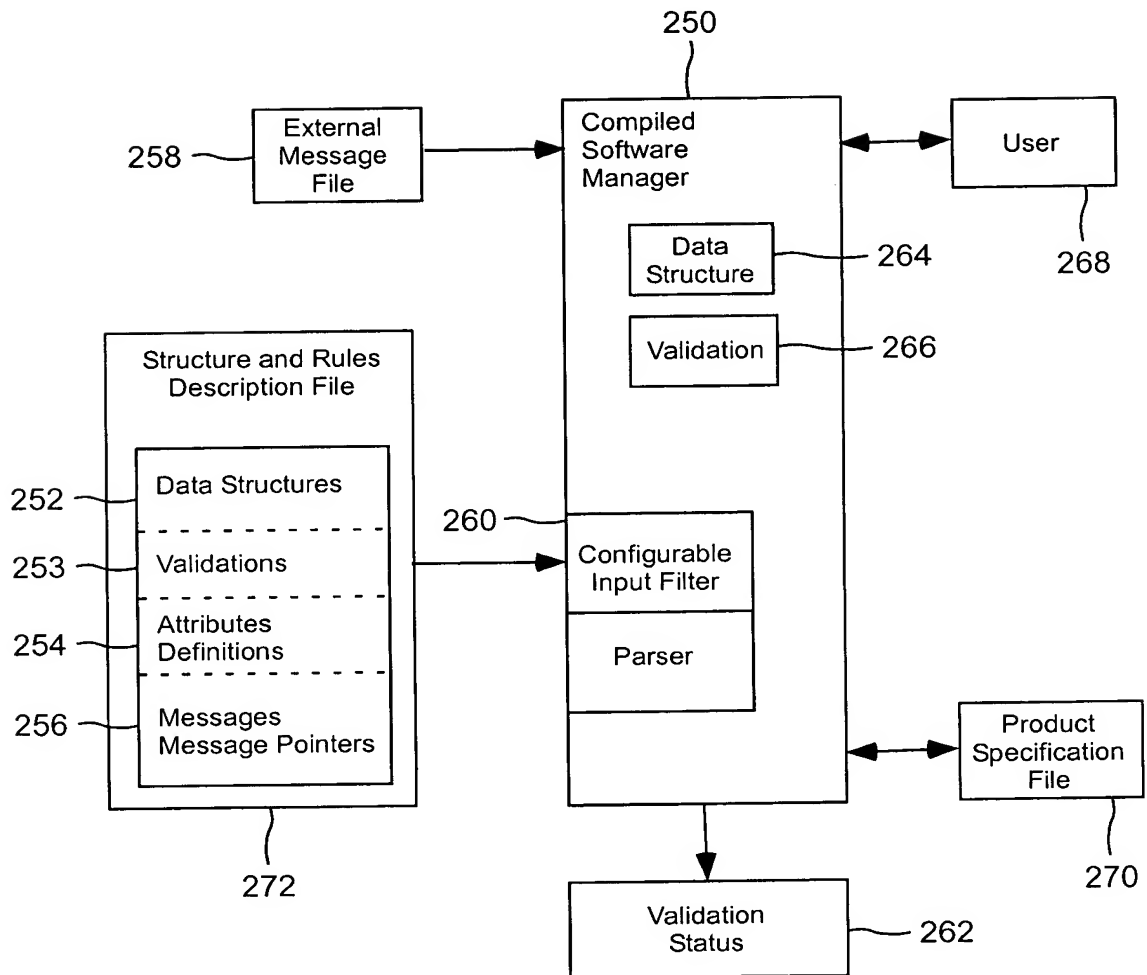 250
External
Message
File
258
Compiled
Software
Manager
User
268
Data
Structure
264
Validation
266
Structure and Rules
Description File
Data Structures
252
Validations
253
Attributes
Definitions
254
Messages
Message Pointers
256
272
260
Configurable
Input Filter
Parser
Product
Specification
File
270
Validation
Status
262